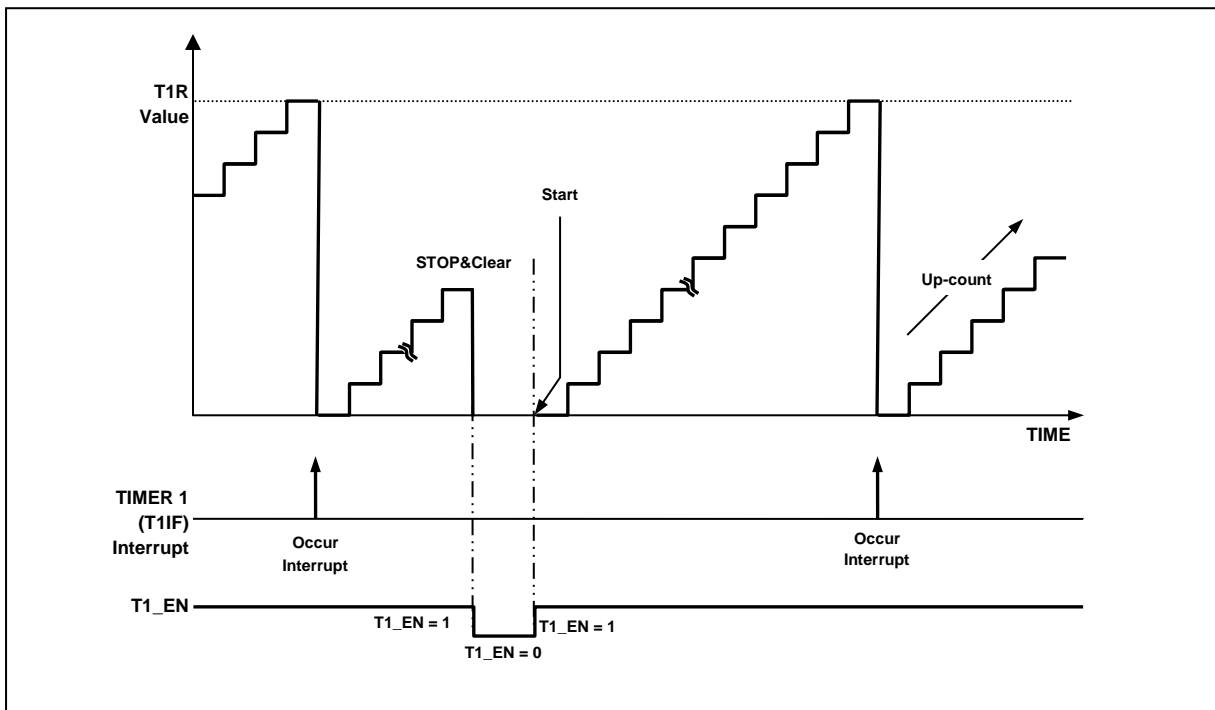 T1R
Value
Start
STOP&Clear
Up-count
TIME
TIMER 1
(T1IF)
Interrupt
Occur
Interrupt
Occur
Interrupt
T1_EN
T1_EN = 1
T1_EN = 1
T1_EN = 0